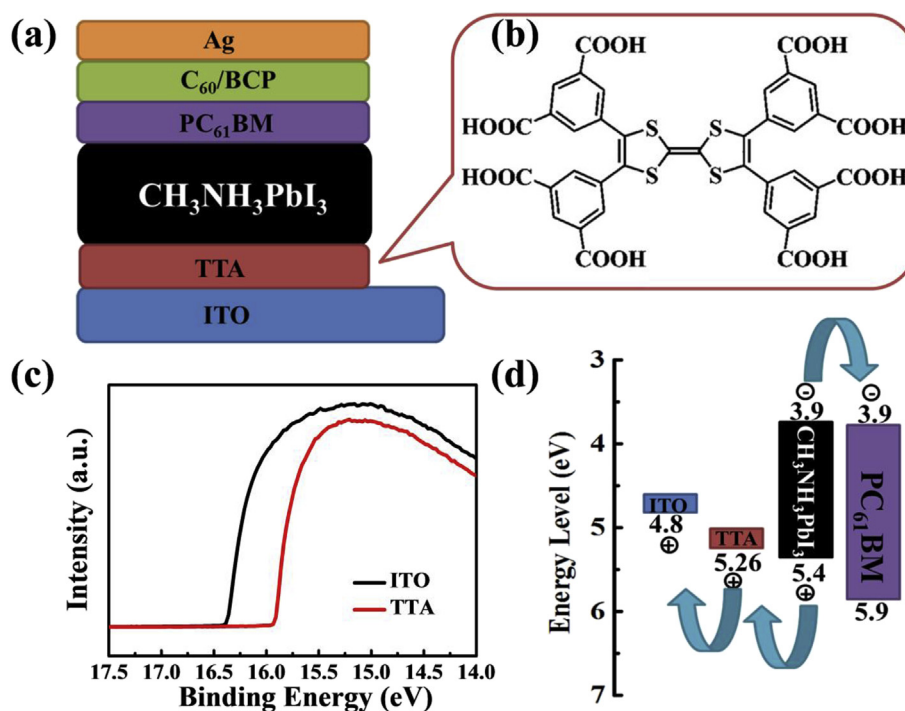 (a)
Ag
C₆₀/BCP
PC₆₁BM
CH₃NH₃PbI₃
TTA
ITO
(b)
COOH COOH
HOOC COOH
S S
S S
HOOC COOH
COOH COOH
(c)
Intensity (a.u.)
ITO
TTA
17.5 17.0 16.5 16.0 15.5 15.0 14.5 14.0
Binding Energy (eV)
(d)
Energy Level (eV)
3
4
5
6
7
ITO
4.8
+
TTA
5.26
+
-
3.9
CH₃NH₃PbI₃
5.4
+
-
3.9
PC₆₁BM
5.9